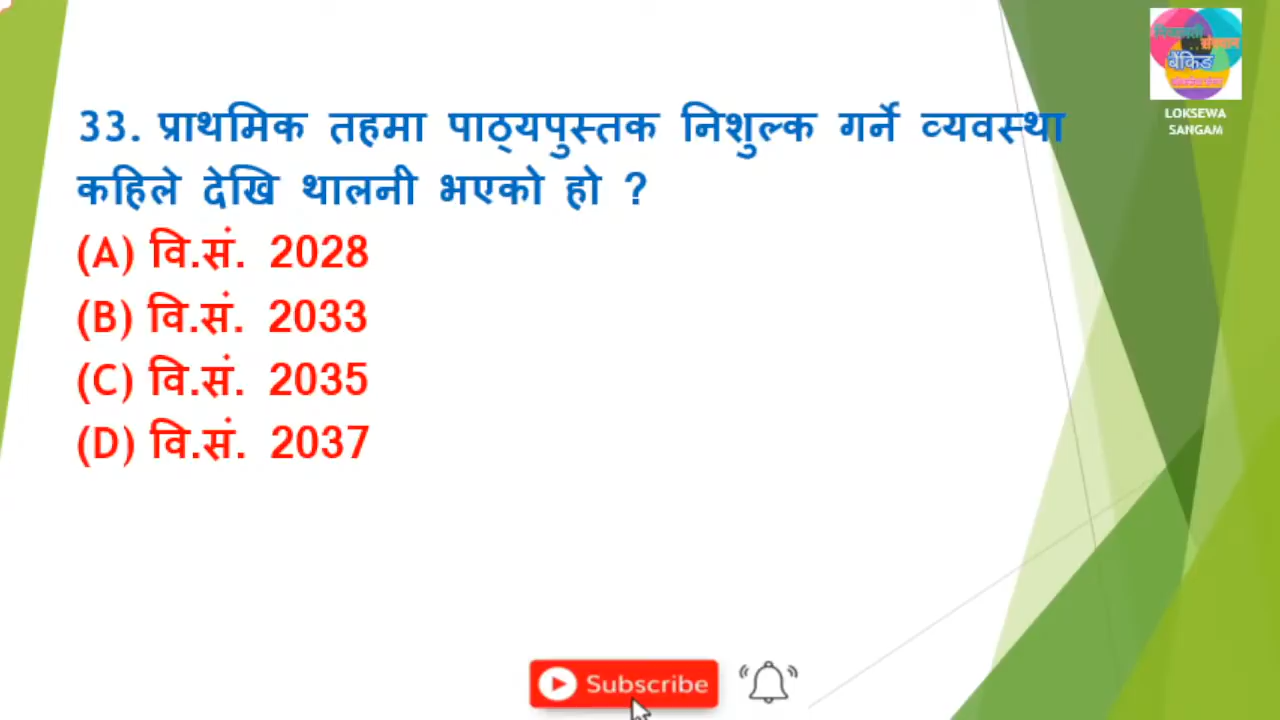 33. प्राथमिक तहमा पाठ्यपुस्तक निशुल्क गर्ने व्यवस्था
कहिले देखि थालनी भएको हो ?
(A) वि.सं. 2028
(B) वि.सं. 2033
(C) वि.सं. 2035
(D) वि.सं. 2037
बैंकिङ
LOKSEWA
SANGAM
Subscribe